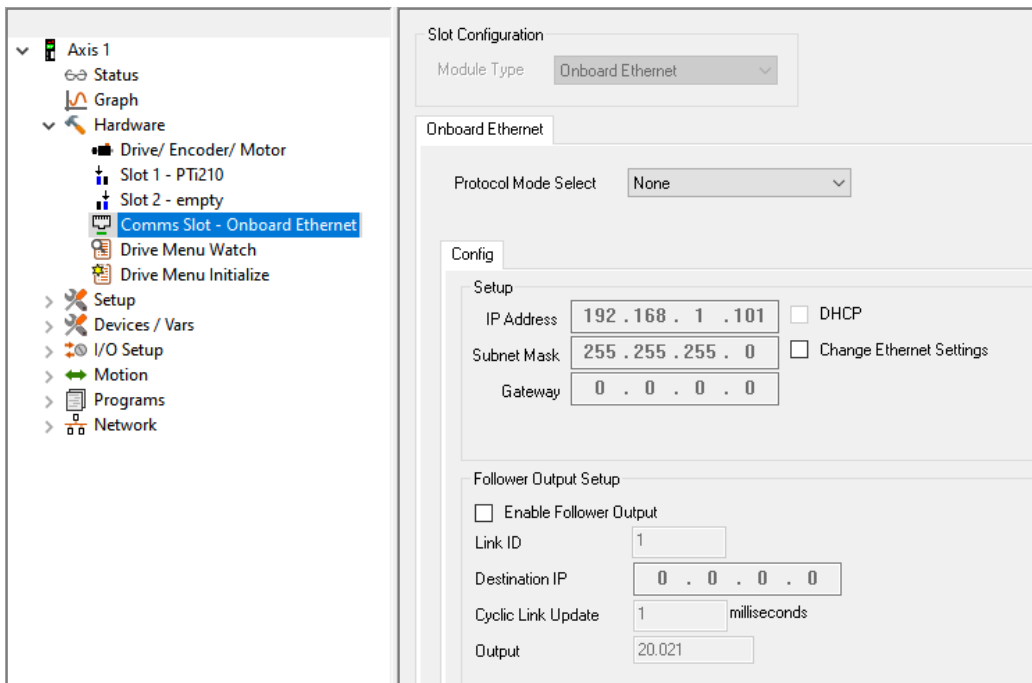 Axis 1
Status
Graph
Hardware
Drive/ Encoder/ Motor
Slot 1 - PTi210
Slot 2 - empty
Comms Slot - Onboard Ethernet
Drive Menu Watch
Drive Menu Initialize
Setup
Devices / Vars
I/O Setup
Motion
Programs
Network
Slot Configuration
Module Type Onboard Ethernet
Onboard Ethernet
Protocol Mode Select None
Config
Setup
IP Address 192 . 168 . 1 . 101 DHCP
Subnet Mask 255 . 255 . 255 . 0 Change Ethernet Settings
Gateway 0 . 0 . 0 . 0
Follower Output Setup
Enable Follower Output
Link ID 1
Destination IP 0 . 0 . 0 . 0
Cyclic Link Update 1 milliseconds
Output 20.021